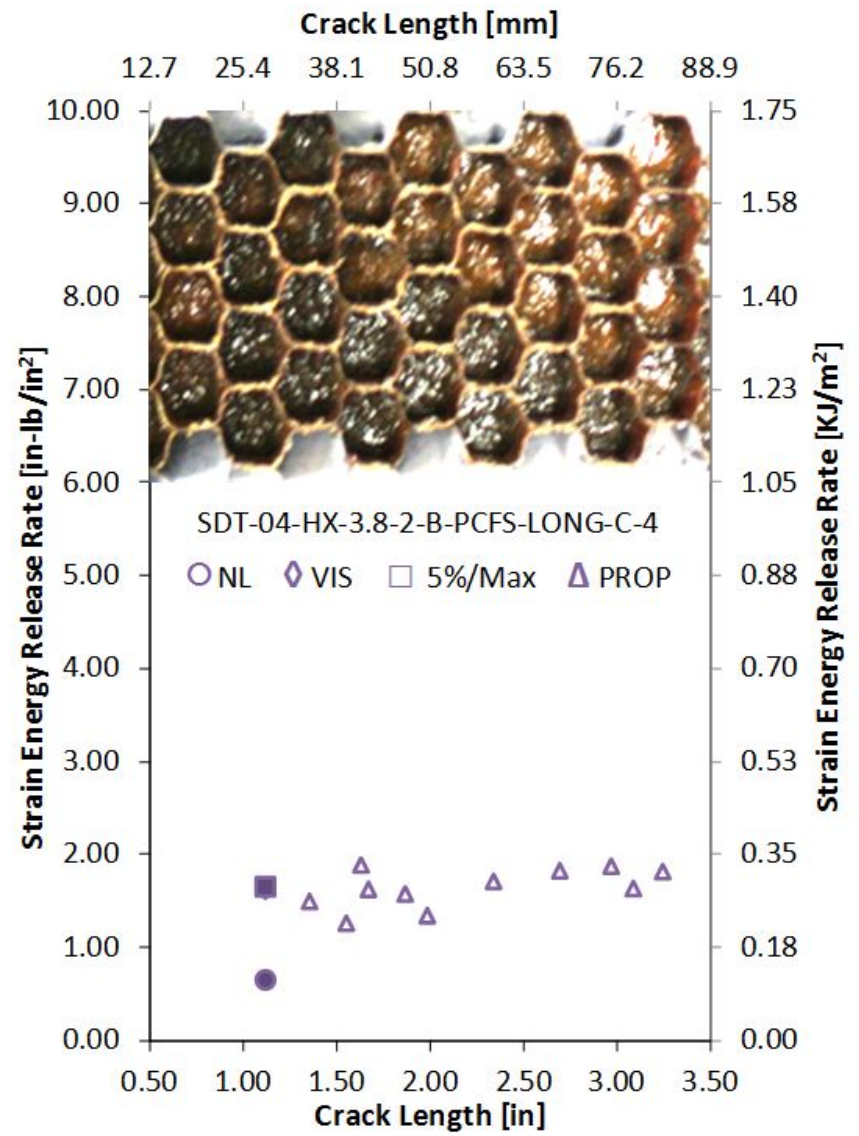 Crack Length [mm]
12.7 25.4 38.1 50.8 63.5 76.2 88.9
Strain Energy Release Rate [in-lb/in²]
10.00
9.00
8.00
7.00
6.00
5.00
4.00
3.00
2.00
1.00
0.00
SDT-04-HX-3.8-2-B-PCFS-LONG-C-4
NL VIS 5%/Max PROP
1.75
1.58
1.40
1.23
1.05
0.88
0.70
0.53
0.35
0.18
0.00
Strain Energy Release Rate [KJ/m²]
0.50 1.00 1.50 2.00 2.50 3.00 3.50
Crack Length [in]